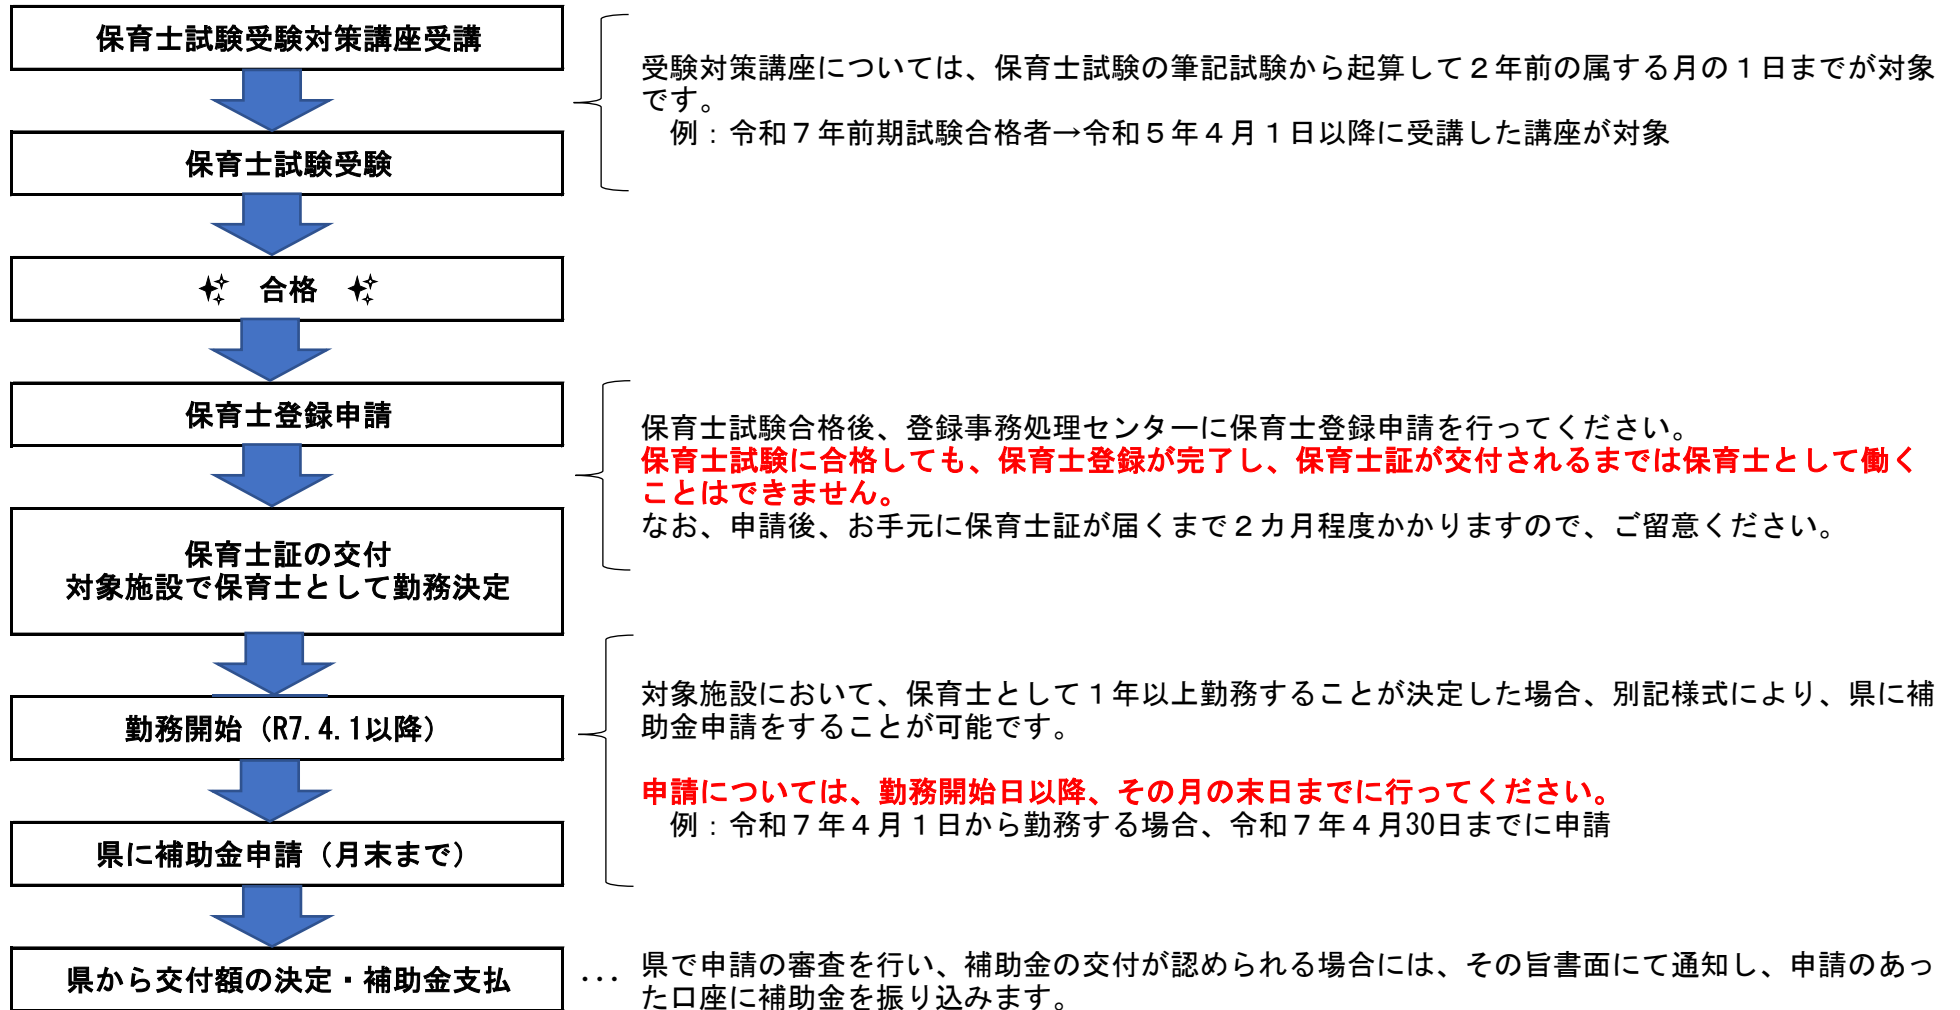 保育士試験受験対策講座受講
受験対策講座については、保育士試験の筆記試験から起算して２年前の属する月の１日までが対象
です。
例：令和７年前期試験合格者→令和５年４月１日以降に受講した講座が対象
保育士試験受験
合格
保育士登録申請
保育士試験合格後、登録事務処理センターに保育士登録申請を行ってください。
保育士試験に合格しても、保育士登録が完了し、保育士証が交付されるまでは保育士として働く
ことはできません。
なお、申請後、お手元に保育士証が届くまで２カ月程度かかりますので、ご留意ください。
保育士証の交付
対象施設で保育士として勤務決定
勤務開始（R7.4.1以降）
対象施設において、保育士として１年以上勤務することが決定した場合、別記様式により、県に補
助金申請をすることが可能です。
申請については、勤務開始日以降、その月の末日までに行ってください。
例：令和７年４月１日から勤務する場合、令和７年４月30日までに申請
県に補助金申請（月末まで）
県から交付額の決定・補助金支払
… 県で申請の審査を行い、補助金の交付が認められる場合には、その旨書面にて通知し、申請のあっ
た口座に補助金を振り込みます。